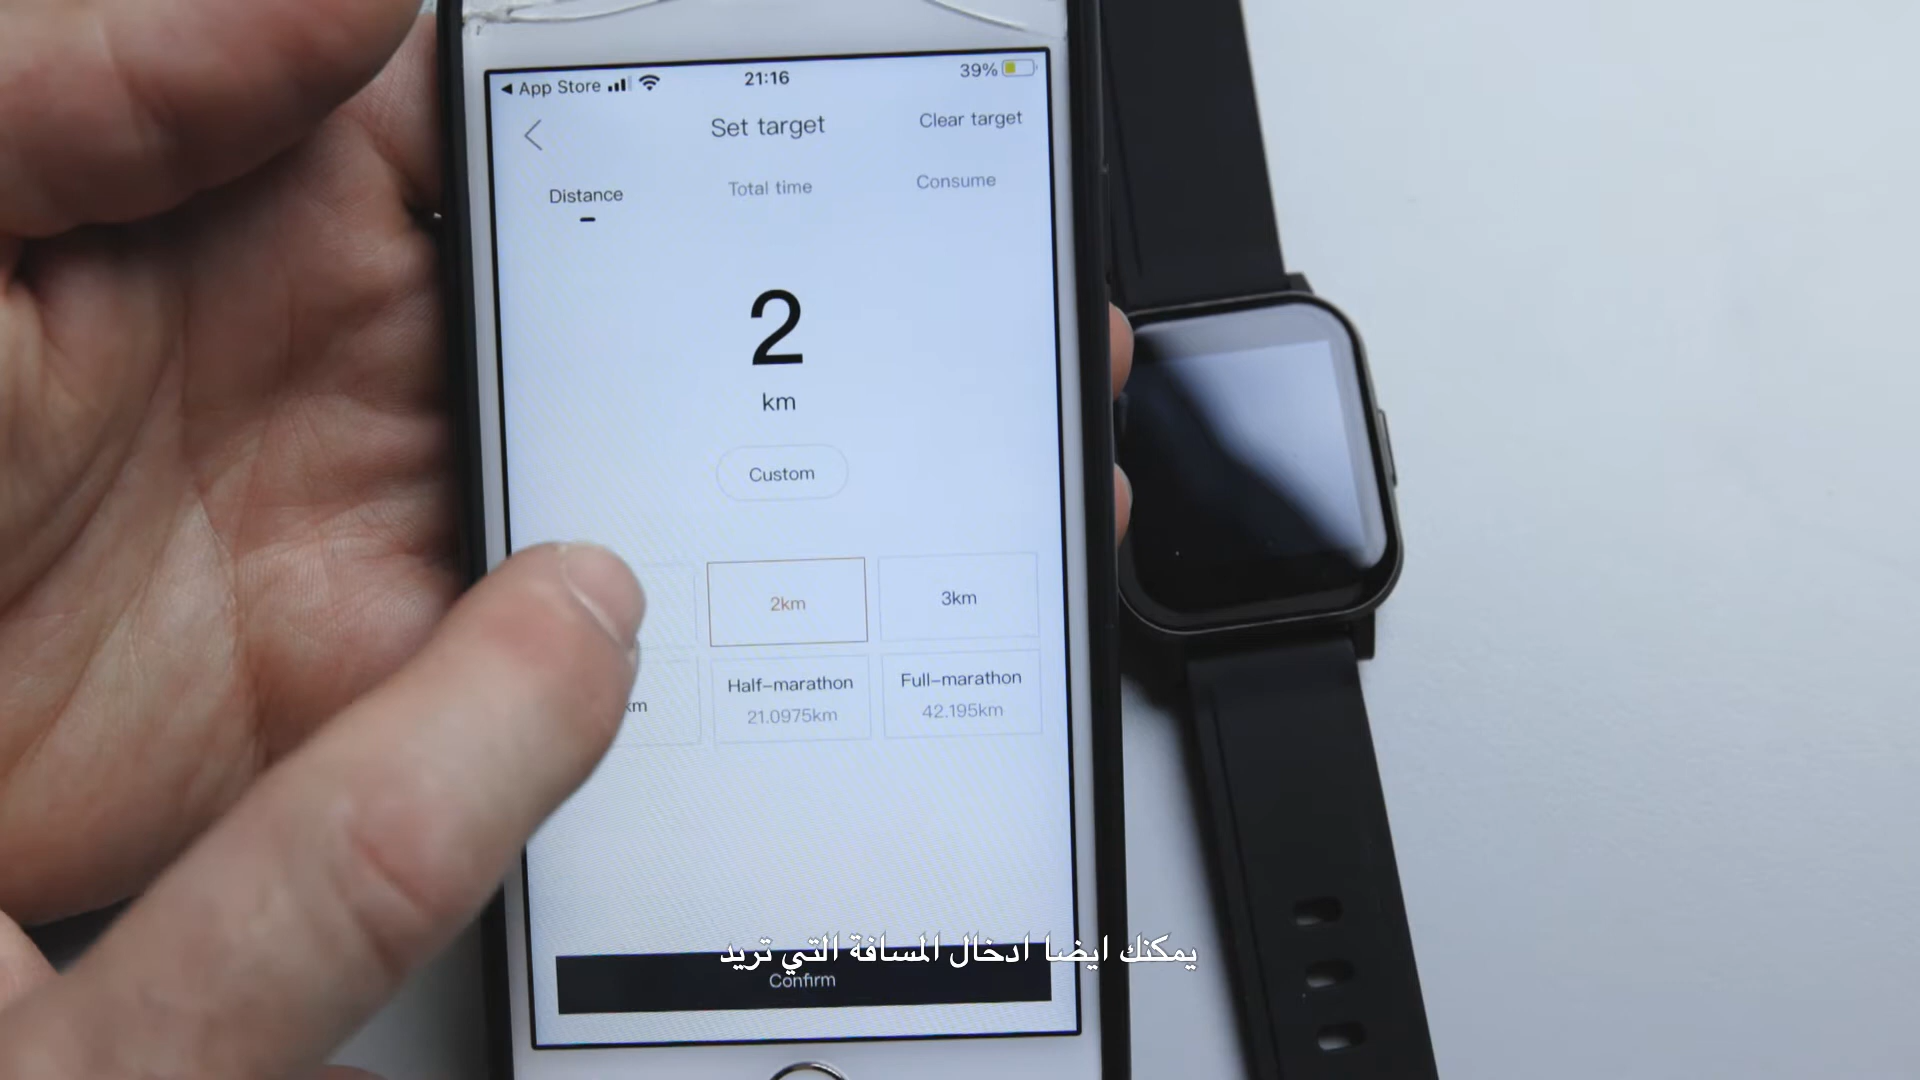 App Store
21:16
39%
Set target
Clear target
Distance
Total time
Consume
2
km
Custom
2km
3km
km
Half-marathon
21.0975km
Full-marathon
42.195km
يمكنك ايضا ادخال المسافة التي تريد
Confirm